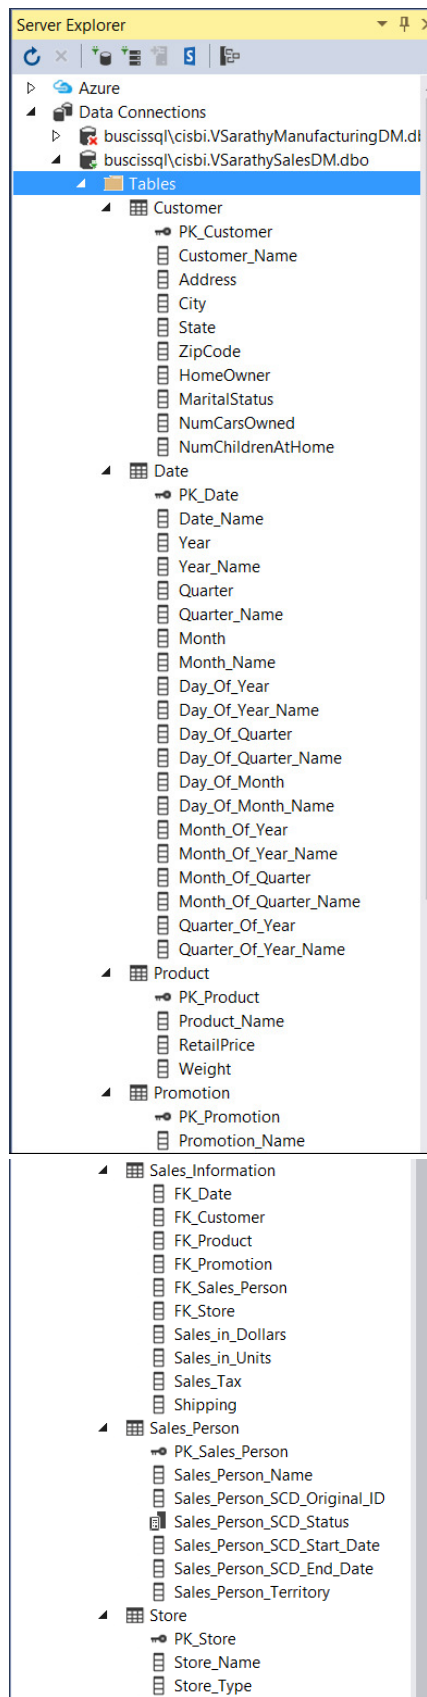 Server Explorer
Azure
Data Connections
buscissql\cisbi.VSarathyManufacturingDM.dl
buscissql\cisbi.VSarathySalesDM.dbo
Tables
Customer
PK_Customer
Customer_Name
Address
City
State
ZipCode
HomeOwner
MaritalStatus
NumCarsOwned
NumChildrenAtHome
Date
PK_Date
Date_Name
Year
Year_Name
Quarter
Quarter_Name
Month
Month_Name
Day_Of_Year
Day_Of_Year_Name
Day_Of_Quarter
Day_Of_Quarter_Name
Day_Of_Month
Day_Of_Month_Name
Month_Of_Year
Month_Of_Year_Name
Month_Of_Quarter
Month_Of_Quarter_Name
Quarter_Of_Year
Quarter_Of_Year_Name
Product
PK_Product
Product_Name
RetailPrice
Weight
Promotion
PK_Promotion
Promotion_Name
Sales_Information
FK_Date
FK_Customer
FK_Product
FK_Promotion
FK_Sales_Person
FK_Store
Sales_in_Dollars
Sales_in_Units
Sales_Tax
Shipping
Sales_Person
PK_Sales_Person
Sales_Person_Name
Sales_Person_SCD_Original_ID
Sales_Person_SCD_Status
Sales_Person_SCD_Start_Date
Sales_Person_SCD_End_Date
Sales_Person_Territory
Store
PK_Store
Store_Name
Store_Type